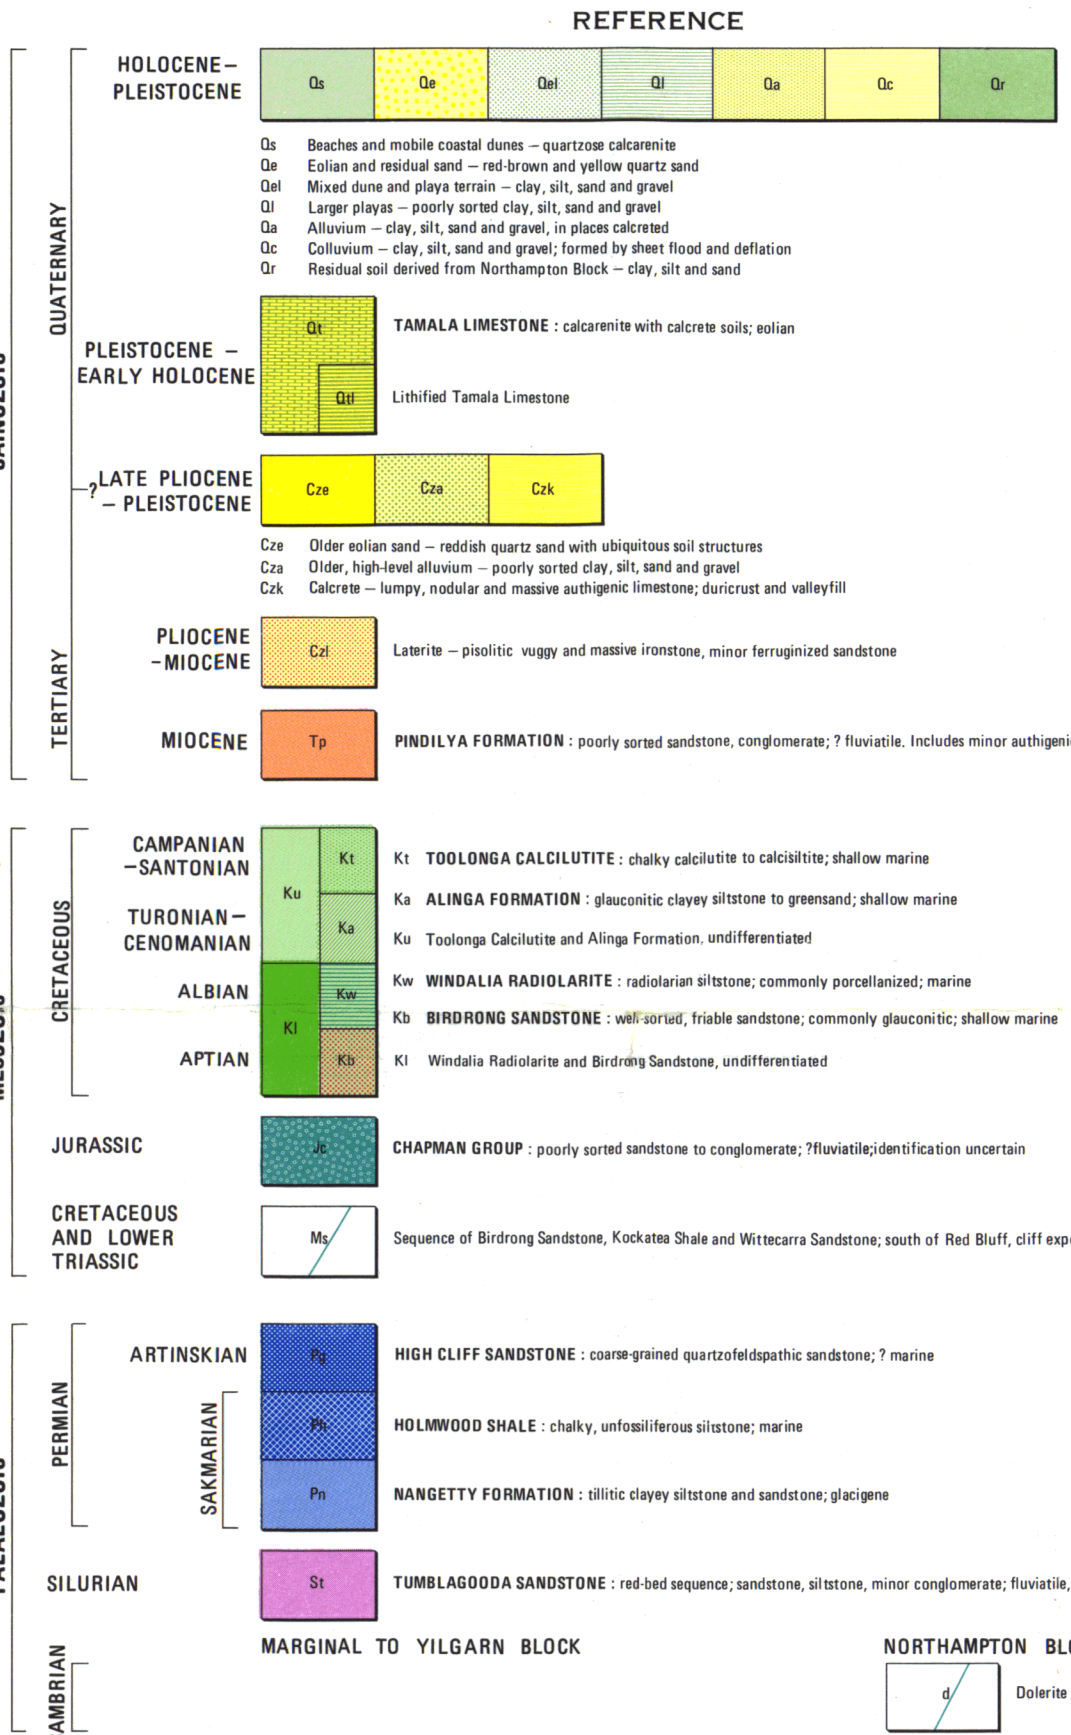 REFERENCE
HOLOCENE–
PLEISTOCENE
Qs Qe Qel Ql Qa Qc Qr
Qs Beaches and mobile coastal dunes – quartzose calcarenite
Qe Eolian and residual sand – red-brown and yellow quartz sand
Qel Mixed dune and playa terrain – clay, silt, sand and gravel
Ql Larger playas – poorly sorted clay, silt, sand and gravel
Qa Alluvium – clay, silt, sand and gravel, in places calcreted
Qc Colluvium – clay, silt, sand and gravel; formed by sheet flood and deflation
Qr Residual soil derived from Northampton Block – clay, silt and sand
QUATERNARY
PLEISTOCENE –
EARLY HOLOCENE
Qt
TAMALA LIMESTONE : calcarenite with calcrete soils; eolian
Qtl
Lithified Tamala Limestone
?LATE PLIOCENE
– PLEISTOCENE
Cze Cza Czk
Cze Older eolian sand – reddish quartz sand with ubiquitous soil structures
Cza Older, high-level alluvium – poorly sorted clay, silt, sand and gravel
Czk Calcrete – lumpy, nodular and massive authigenic limestone; duricrust and valleyfill
TERTIARY
PLIOCENE
-MIOCENE
Czl
Laterite – pisolitic vuggy and massive ironstone, minor ferruginized sandstone
MIOCENE
Tp
PINDILYA FORMATION : poorly sorted sandstone, conglomerate; ? fluviatile. Includes minor authigeni
CRETACEOUS
CAMPANIAN
–SANTONIAN
TURONIAN–
CENOMANIAN
ALBIAN
APTIAN
Ku Kt
Ka
Kl Kw
Kb
Kt TOOLONGA CALCILUTITE : chalky calcilutite to calcisiltite; shallow marine
Ka ALINGA FORMATION : glauconitic clayey siltstone to greensand; shallow marine
Ku Toolonga Calcilutite and Alinga Formation, undifferentiated
Kw WINDALIA RADIOLARITE : radiolarian siltstone; commonly porcellanized; marine
Kb BIRDRONG SANDSTONE : well-sorted, friable sandstone; commonly glauconitic; shallow marine
Kl Windalia Radiolarite and Birdrong Sandstone, undifferentiated
JURASSIC
Jc
CHAPMAN GROUP : poorly sorted sandstone to conglomerate; ?fluviatile;identification uncertain
CRETACEOUS
AND LOWER
TRIASSIC
Ms
Sequence of Birdrong Sandstone, Kockatea Shale and Wittecarra Sandstone; south of Red Bluff, cliff exp
PERMIAN
ARTINSKIAN
Pg
HIGH CLIFF SANDSTONE : coarse-grained quartzofeldspathic sandstone; ? marine
SAKMARIAN
Ph
HOLMWOOD SHALE : chalky, unfossiliferous siltstone; marine
Pn
NANGETTY FORMATION : tillitic clayey siltstone and sandstone; glacigene
SILURIAN
St
TUMBLAGOODA SANDSTONE : red-bed sequence; sandstone, siltstone, minor conglomerate; fluviatile,
MARGINAL TO YILGARN BLOCK
NORTHAMPTON BLO
AMBRIAN
d
Dolerite